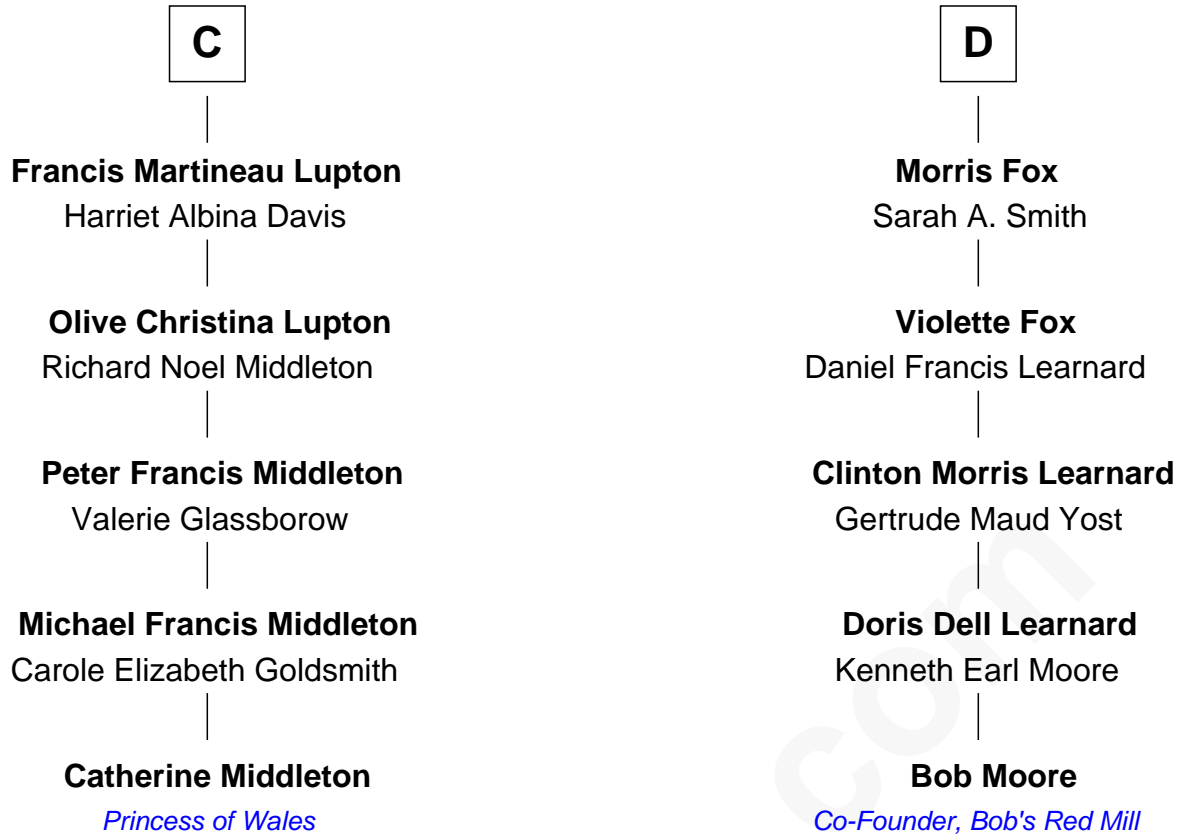 C
Francis Martineau Lupton
Harriet Albina Davis
Olive Christina Lupton
Richard Noel Middleton
Peter Francis Middleton
Valerie Glassborow
Michael Francis Middleton
Carole Elizabeth Goldsmith
Catherine Middleton
Princess of Wales
D
Morris Fox
Sarah A. Smith
Violette Fox
Daniel Francis Learnard
Clinton Morris Learnard
Gertrude Maud Yost
Doris Dell Learnard
Kenneth Earl Moore
Bob Moore
Co-Founder, Bob's Red Mill
com